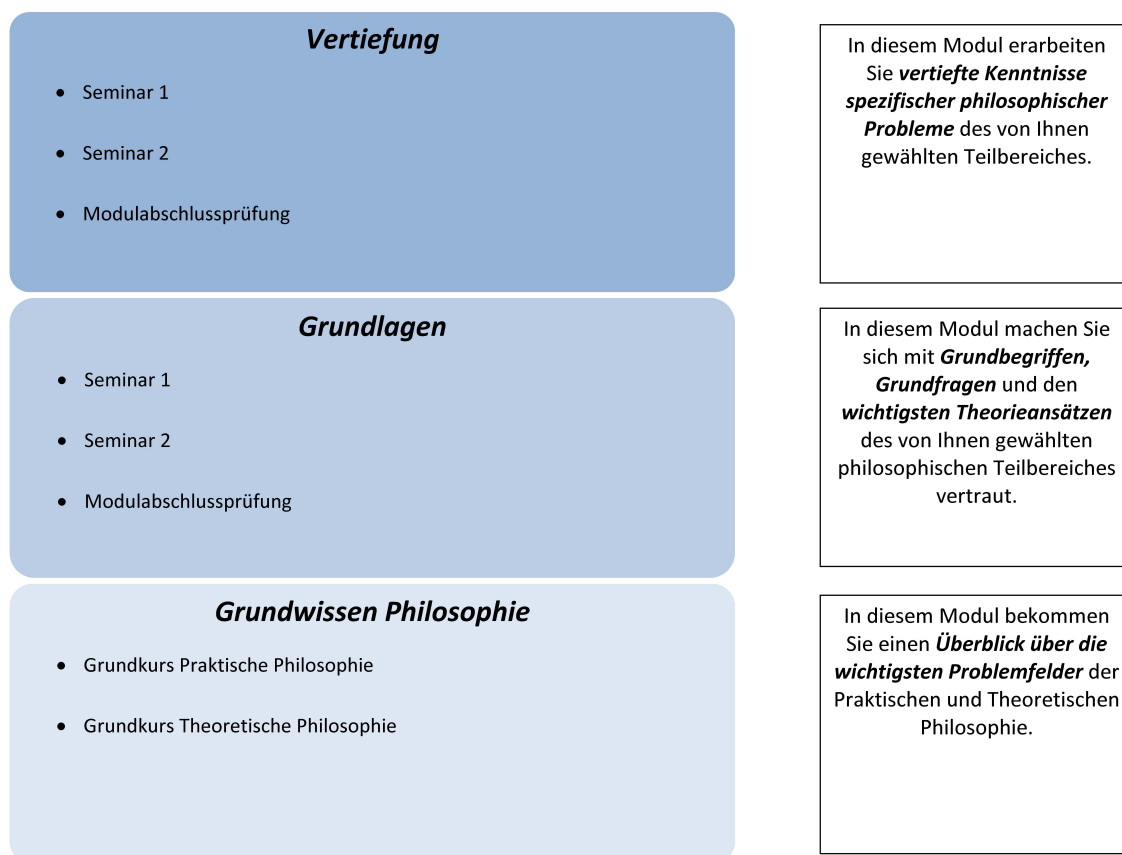 Vertiefung
• Seminar 1
• Seminar 2
• Modulabschlussprüfung
In diesem Modul erarbeiten
Sie vertiefte Kenntnisse
spezifischer philosophischer
Probleme des von Ihnen
gewählten Teilbereiches.
Grundlagen
• Seminar 1
• Seminar 2
• Modulabschlussprüfung
In diesem Modul machen Sie
sich mit Grundbegriffen,
Grundfragen und den
wichtigsten Theorieansätzen
des von Ihnen gewählten
philosophischen Teilbereiches
vertraut.
Grundwissen Philosophie
• Grundkurs Praktische Philosophie
• Grundkurs Theoretische Philosophie
In diesem Modul bekommen
Sie einen Überblick über die
wichtigsten Problemfelder der
Praktischen und Theoretischen
Philosophie.